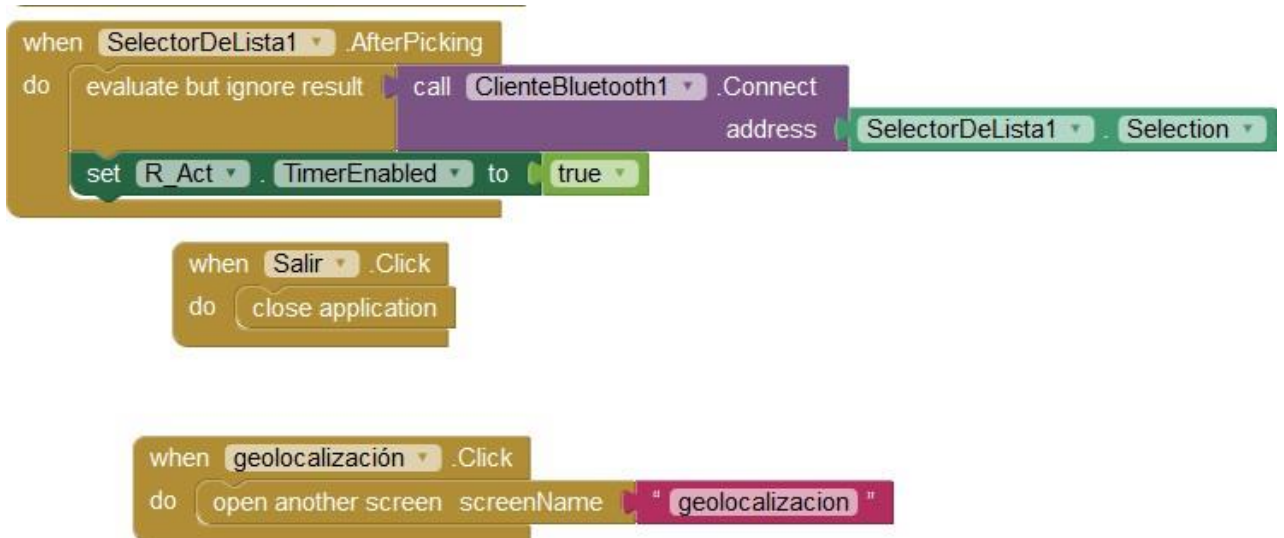 when SelectorDeLista1 .AfterPicking
do evaluate but ignore result call ClienteBluetooth1 .Connect
address SelectorDeLista1 . Selection
set R_Act . TimerEnabled to true
when Salir .Click
do close application
when geolocalización .Click
do open another screen screenName " geolocalizacion "